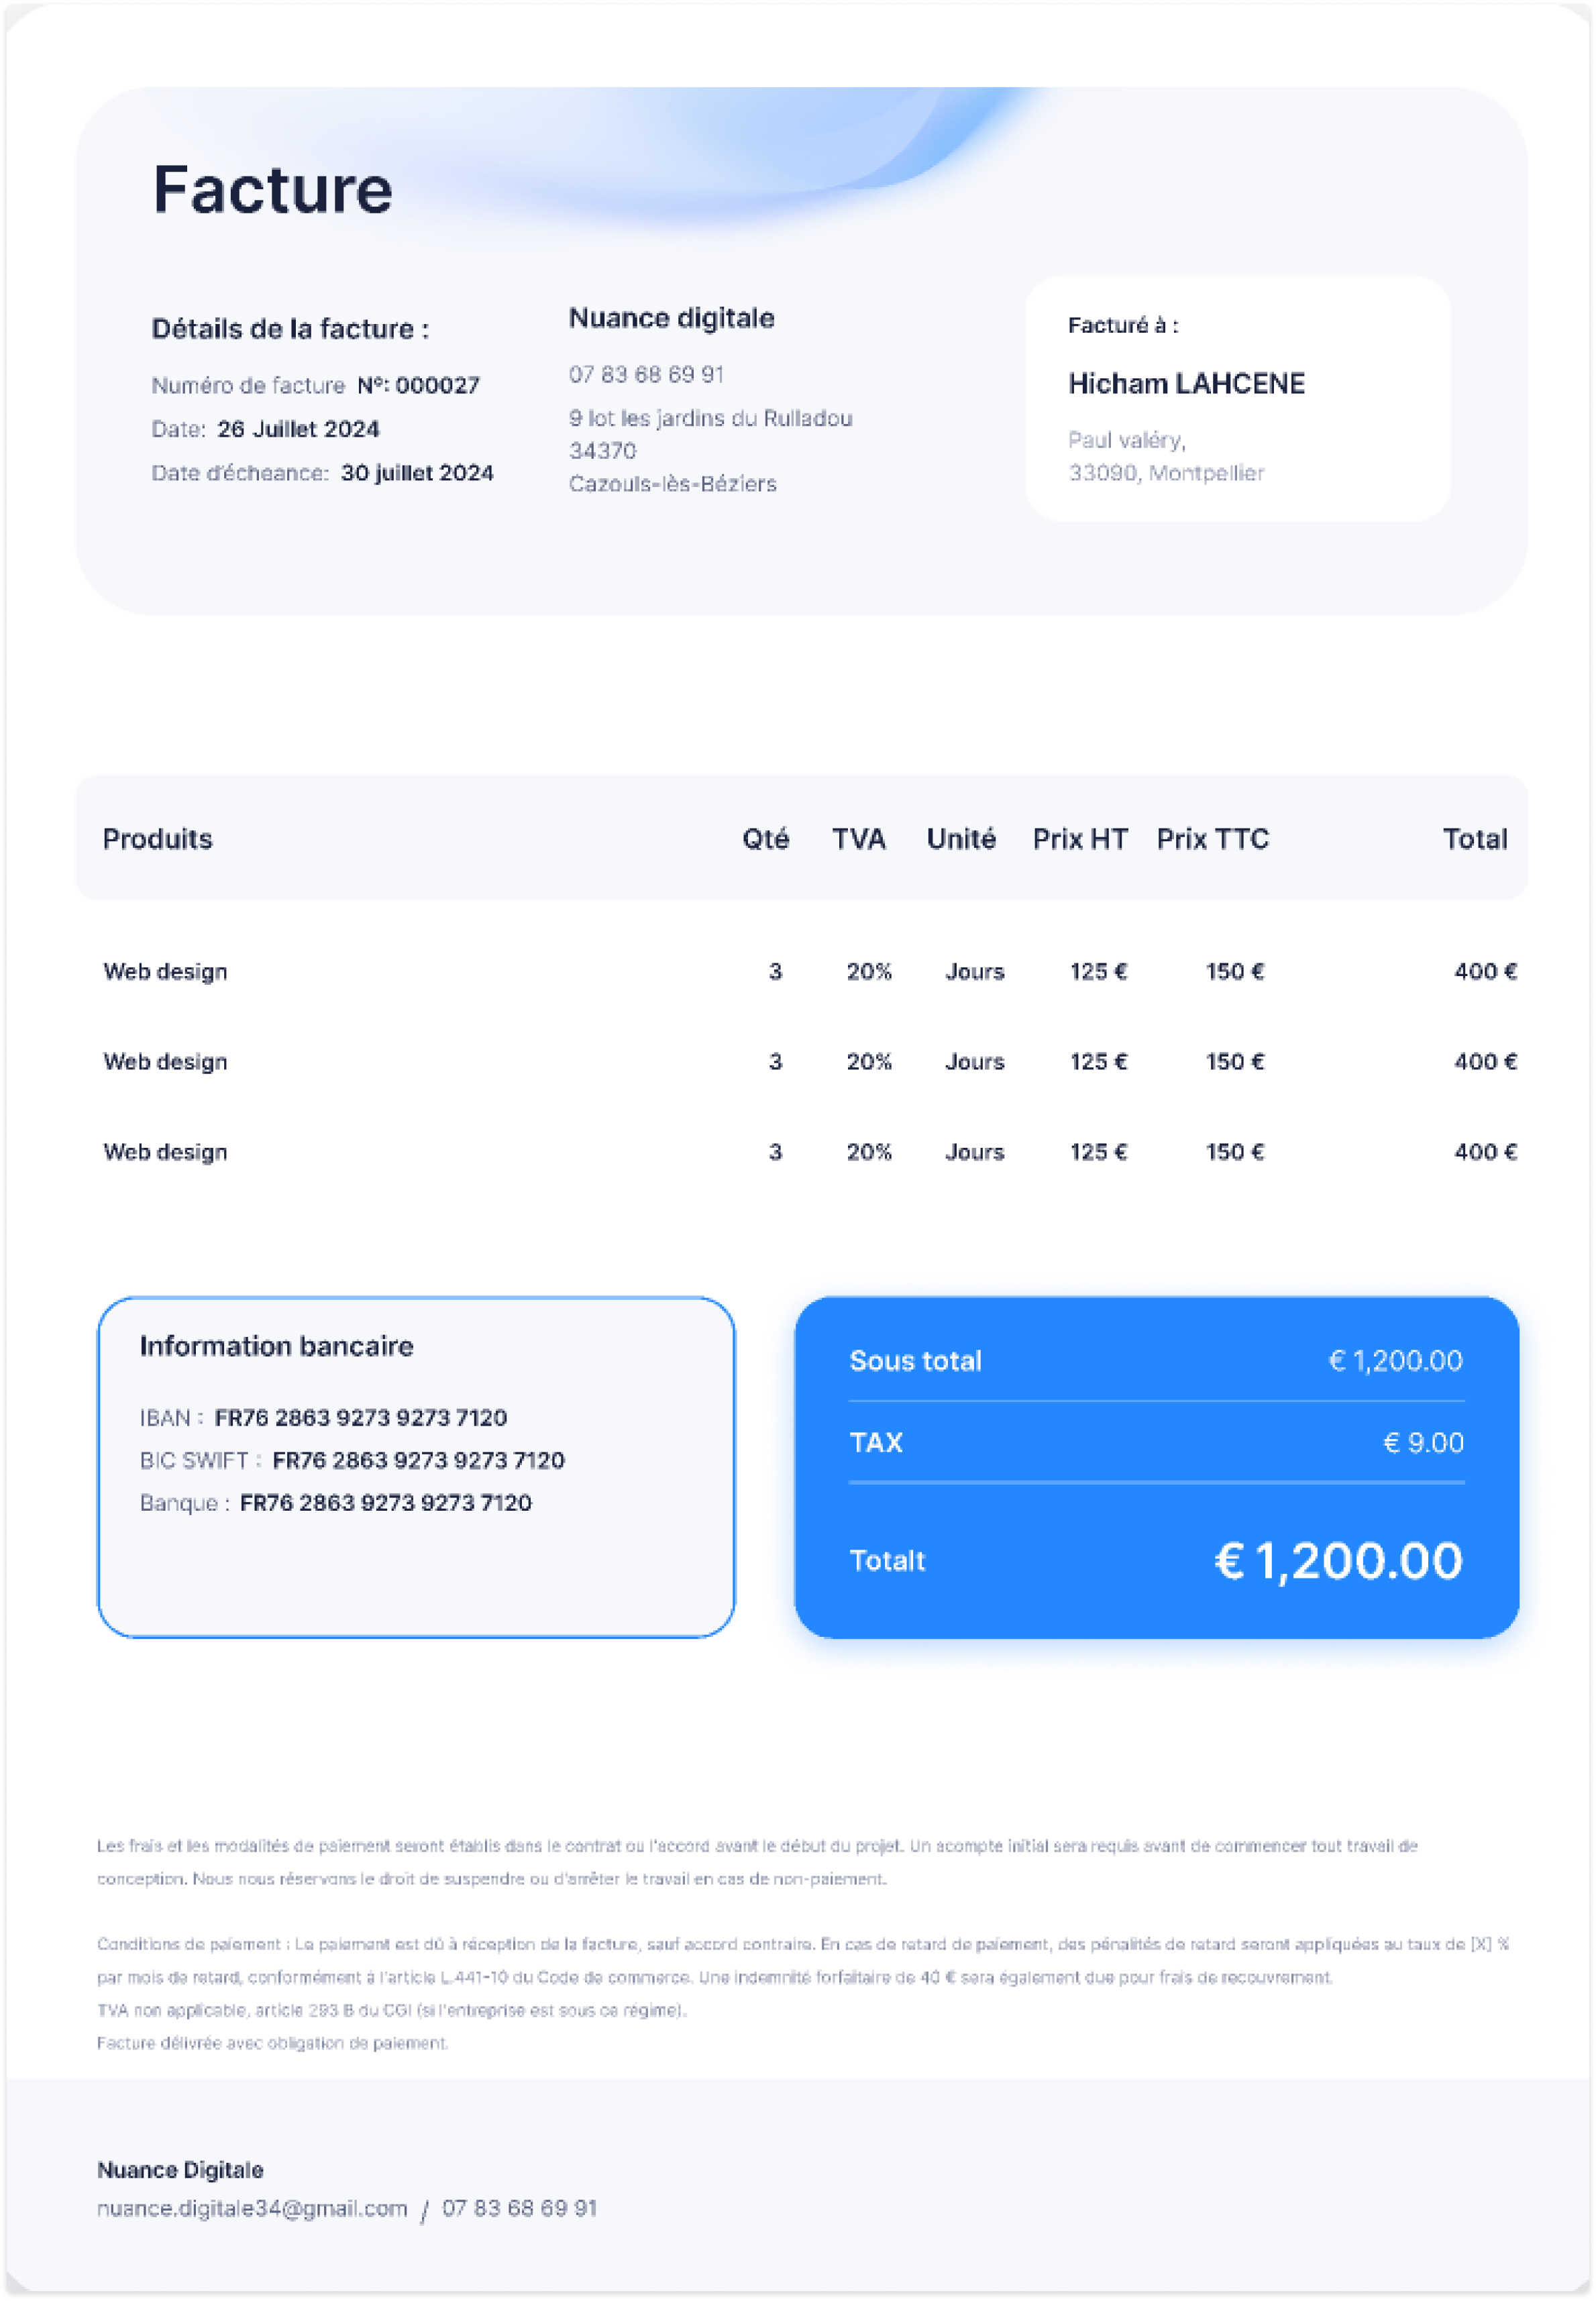 Facture
Détails de la facture :
Numéro de facture Nº: 000027
Date: 26 Juillet 2024
Date d'écheance: 30 juillet 2024
Nuance digitale
07 83 68 69 91
9 lot les jardins du Rulladou
34370
Cazouls-lès-Béziers
Facturé à :
Hicham LAHCENE
Paul valéry,
33090, Montpellier
Produits Qté TVA Unité Prix HT Prix TTC Total
Web design 3 20% Jours 125 € 150 € 400 €
Web design 3 20% Jours 125 € 150 € 400 €
Web design 3 20% Jours 125 € 150 € 400 €
Information bancaire
IBAN : FR76 2863 9273 9273 7120
BIC SWIFT : FR76 2863 9273 9273 7120
Banque : FR76 2863 9273 9273 7120
Sous total € 1,200.00
TAX € 9.00
Totalt € 1,200.00
Les frais et les modalités de paiement seront établis dans le contrat ou l'accord avant le début du projet. Un acompte initial sera requis avant de commencer tout travail de
conception. Nous nous réservons le droit de suspendre ou d'arrêter le travail en cas de non-paiement.
Conditions de paiement : Le paiement est dû à réception de la facture, sauf accord contraire. En cas de retard de paiement, des pénalités de retard seront appliquées au taux de [X] %
par mois de retard, conformément à l'article L.441-10 du Code de commerce. Une indemnité forfaitaire de 40 € sera également due pour frais de recouvrement.
TVA non applicable, article 293 B du CGI (si l'entreprise est sous ce régime).
Facture délivrée avec obligation de paiement.
Nuance Digitale
nuance.digitale34@gmail.com / 07 83 68 69 91